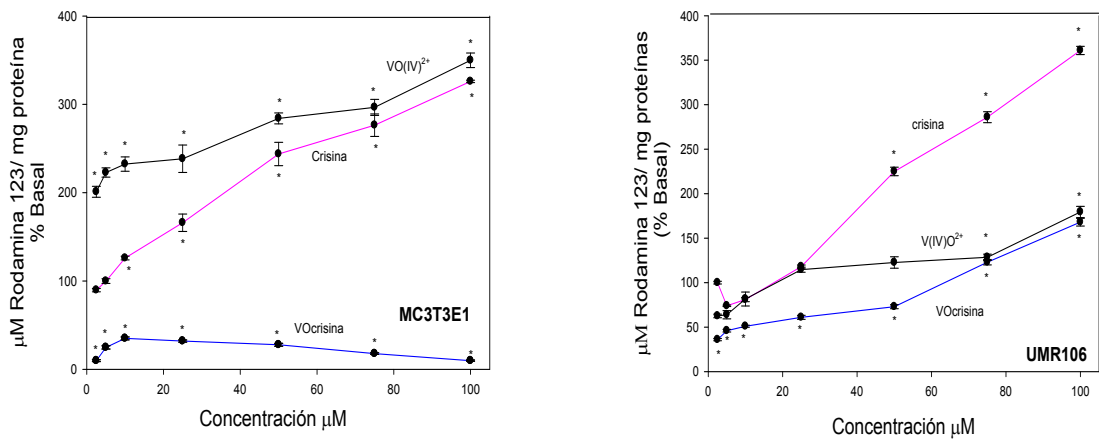 µM Rodamina 123/ mg proteína
% Basal
400
300
200
100
0
VO(IV)²⁺
Crisina
VOcrisina
MC3T3E1
* * * * * * *
* * * * *
* * * * * * *
0 20 40 60 80 100
Concentración µM
µM Rodamina 123/ mg proteínas
(% Basal)
400
350
300
250
200
150
100
50
0
crisina
V(IV)O²⁺
VOcrisina
UMR106
* * *
* *
* * * * * * *
0 20 40 60 80 100
Concentración µM